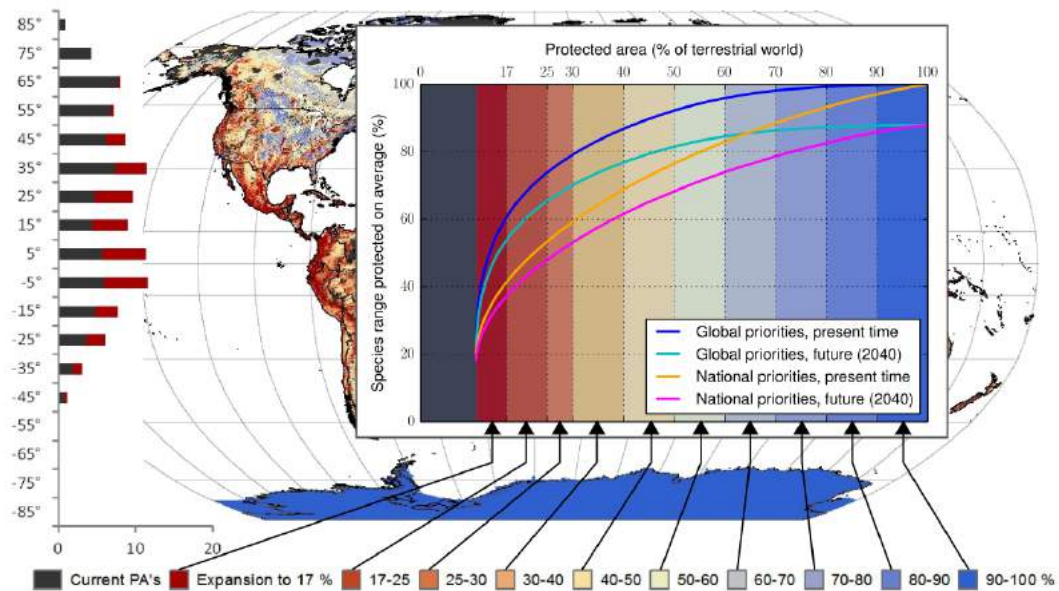 85°
75°
65°
55°
45°
35°
25°
15°
5°
-5°
-15°
-25°
-35°
-45°
-55°
-65°
-75°
-85°
0 10 20
Protected area (% of terrestrial world)
0 17 25 30 40 50 60 70 80 90 100
Species range protected on average (%)
100
80
60
40
20
0
Global priorities, present time
Global priorities, future (2040)
National priorities, present time
National priorities, future (2040)
Current PA's Expansion to 17 % 17-25 25-30 30-40 40-50 50-60 60-70 70-80 80-90 90-100 %